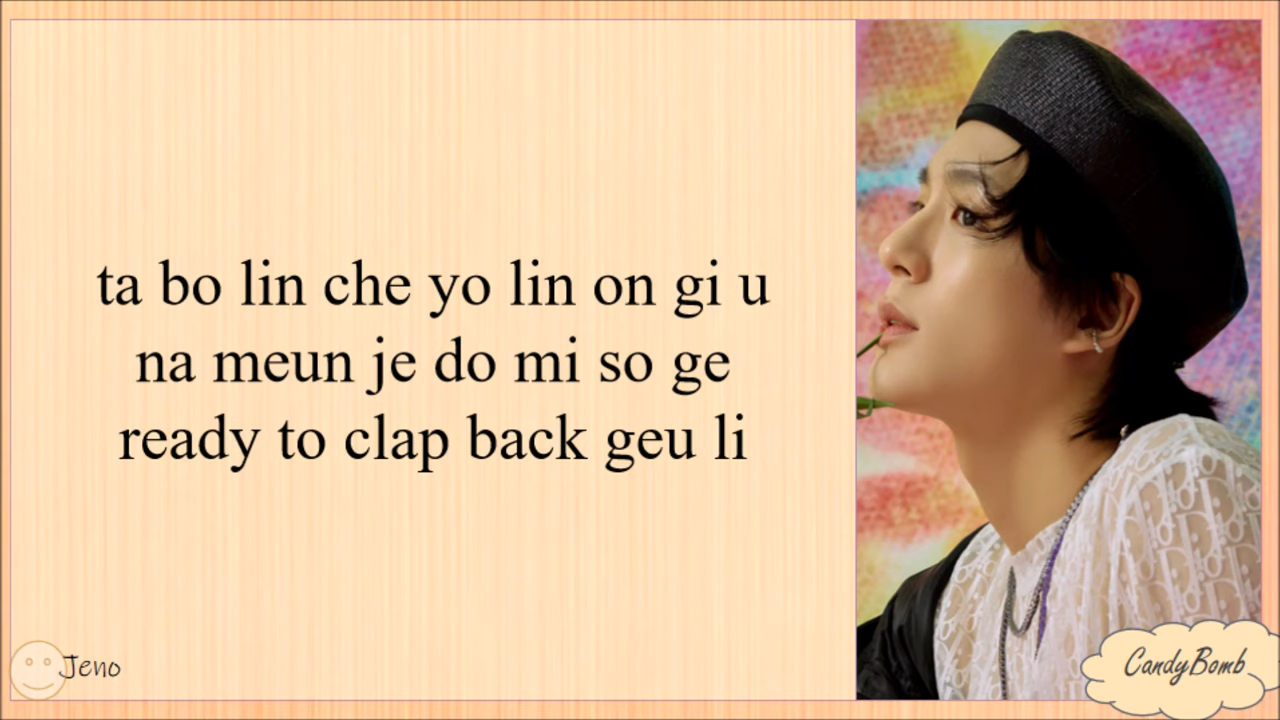 ta bo lin che yo lin on gi u
na meun je do mi so ge
ready to clap back geu li
Jeno
CandyBomb